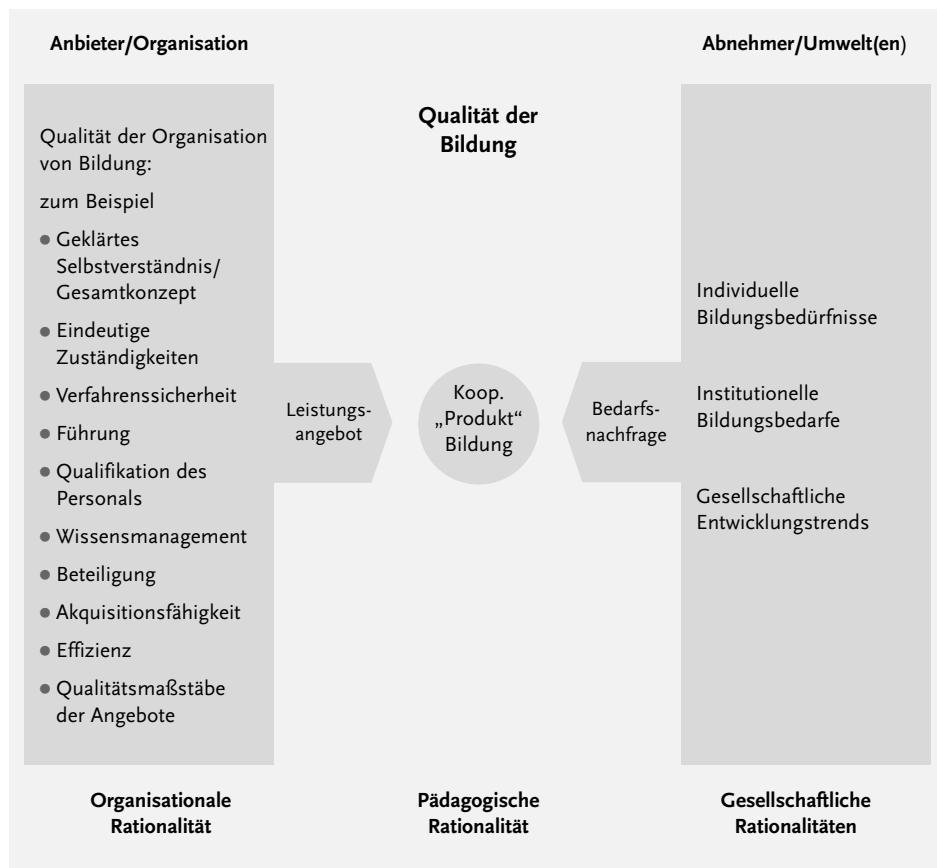 Anbieter/Organisation
Abnehmer/Umwelt(en)
Qualität der
Bildung
Qualität der Organisation
von Bildung:
zum Beispiel
● Geklärtes
Selbstverständnis/
Gesamtkonzept
● Eindeutige
Zuständigkeiten
● Verfahrenssicherheit
● Führung
● Qualifikation des
Personals
● Wissensmanagement
● Beteiligung
● Akquisitionsfähigkeit
● Effizienz
● Qualitätsmaßstäbe
der Angebote
Leistungs-
angebot
Koop.
„Produkt“
Bildung
Bedarfs-
nachfrage
Individuelle
Bildungsbedürfnisse
Institutionelle
Bildungsbedarfe
Gesellschaftliche
Entwicklungstrends
Organisationale
Rationalität
Pädagogische
Rationalität
Gesellschaftliche
Rationalitäten